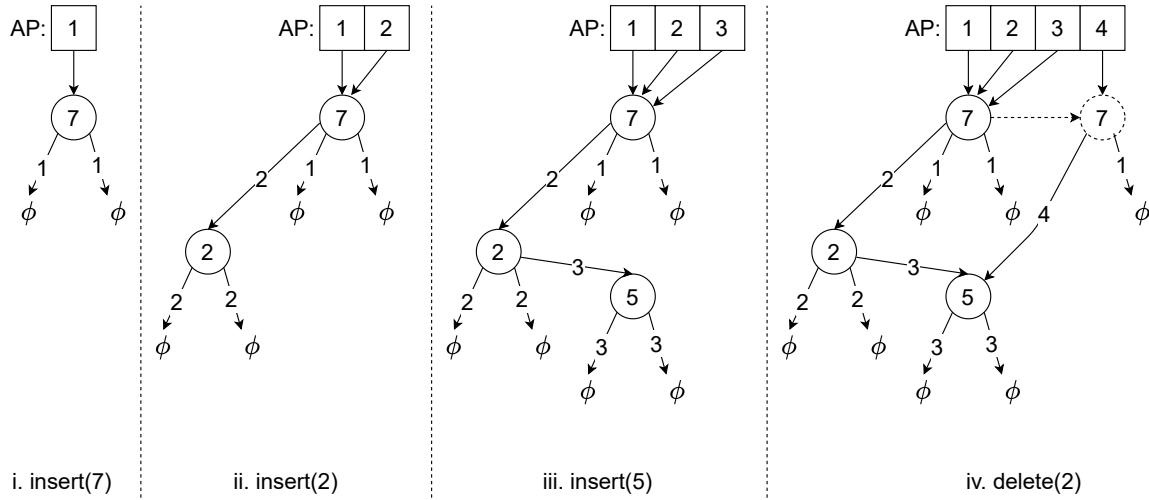 AP: 1
7
1 1
ϕ ϕ
i. insert(7)
AP: 1 2
7
2 1 1
ϕ ϕ
2
2 2
ϕ ϕ
ii. insert(2)
AP: 1 2 3
7
2 1 1
ϕ ϕ
2
3
5
2 2
ϕ ϕ
3 3
ϕ ϕ
iii. insert(5)
AP: 1 2 3 4
7 7
2 1 1 1
ϕ ϕ ϕ
4
2
3
5
2 2
ϕ ϕ
3 3
ϕ ϕ
iv. delete(2)